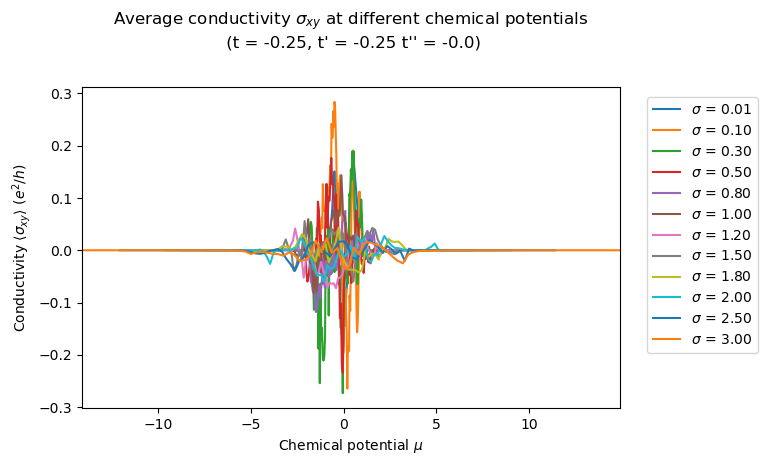 Average conductivity σxy at different chemical potentials
(t = -0.25, t' = -0.25 t'' = -0.0)
0.3
0.2
0.1
0.0
−0.1
−0.2
−0.3
Conductivity ⟨σxy⟩ (e²/h)
−10
−5
0
5
10
Chemical potential μ
σ = 0.01
σ = 0.10
σ = 0.30
σ = 0.50
σ = 0.80
σ = 1.00
σ = 1.20
σ = 1.50
σ = 1.80
σ = 2.00
σ = 2.50
σ = 3.00